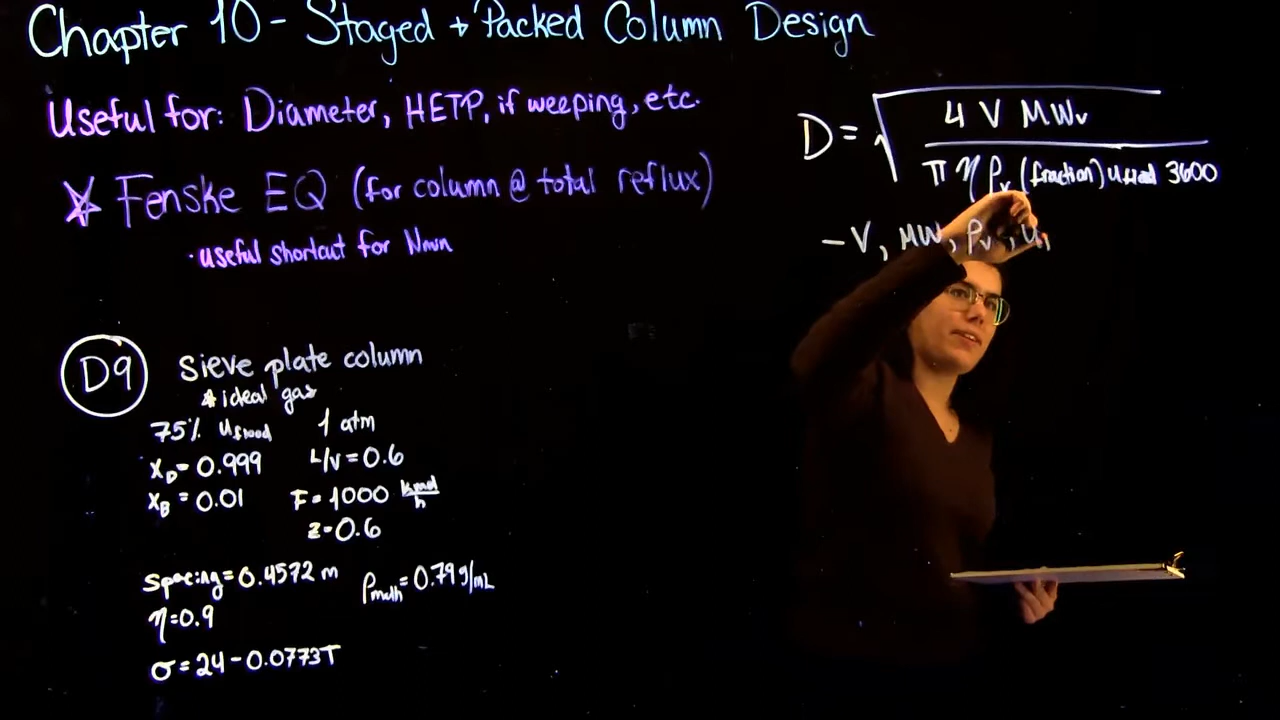 Chapter 10 - Staged + Packed Column Design
Useful for: Diameter, HETP, if weeping, etc.
☆ Fenske EQ (for column @ total reflux)
· useful shortcut for Nmin
D = √ 4 V MWv
π η ρv (fraction) uflood 3600
- V, MW, ρv
D9 sieve plate column
* ideal gas
75% uflood 1 atm
xD = 0.999 L/V = 0.6
xB = 0.01 F = 1000 kmol/h
z = 0.6
spacing = 0.4572 m ρmeth = 0.79 g/mL
η = 0.9
σ = 24 - 0.0773T